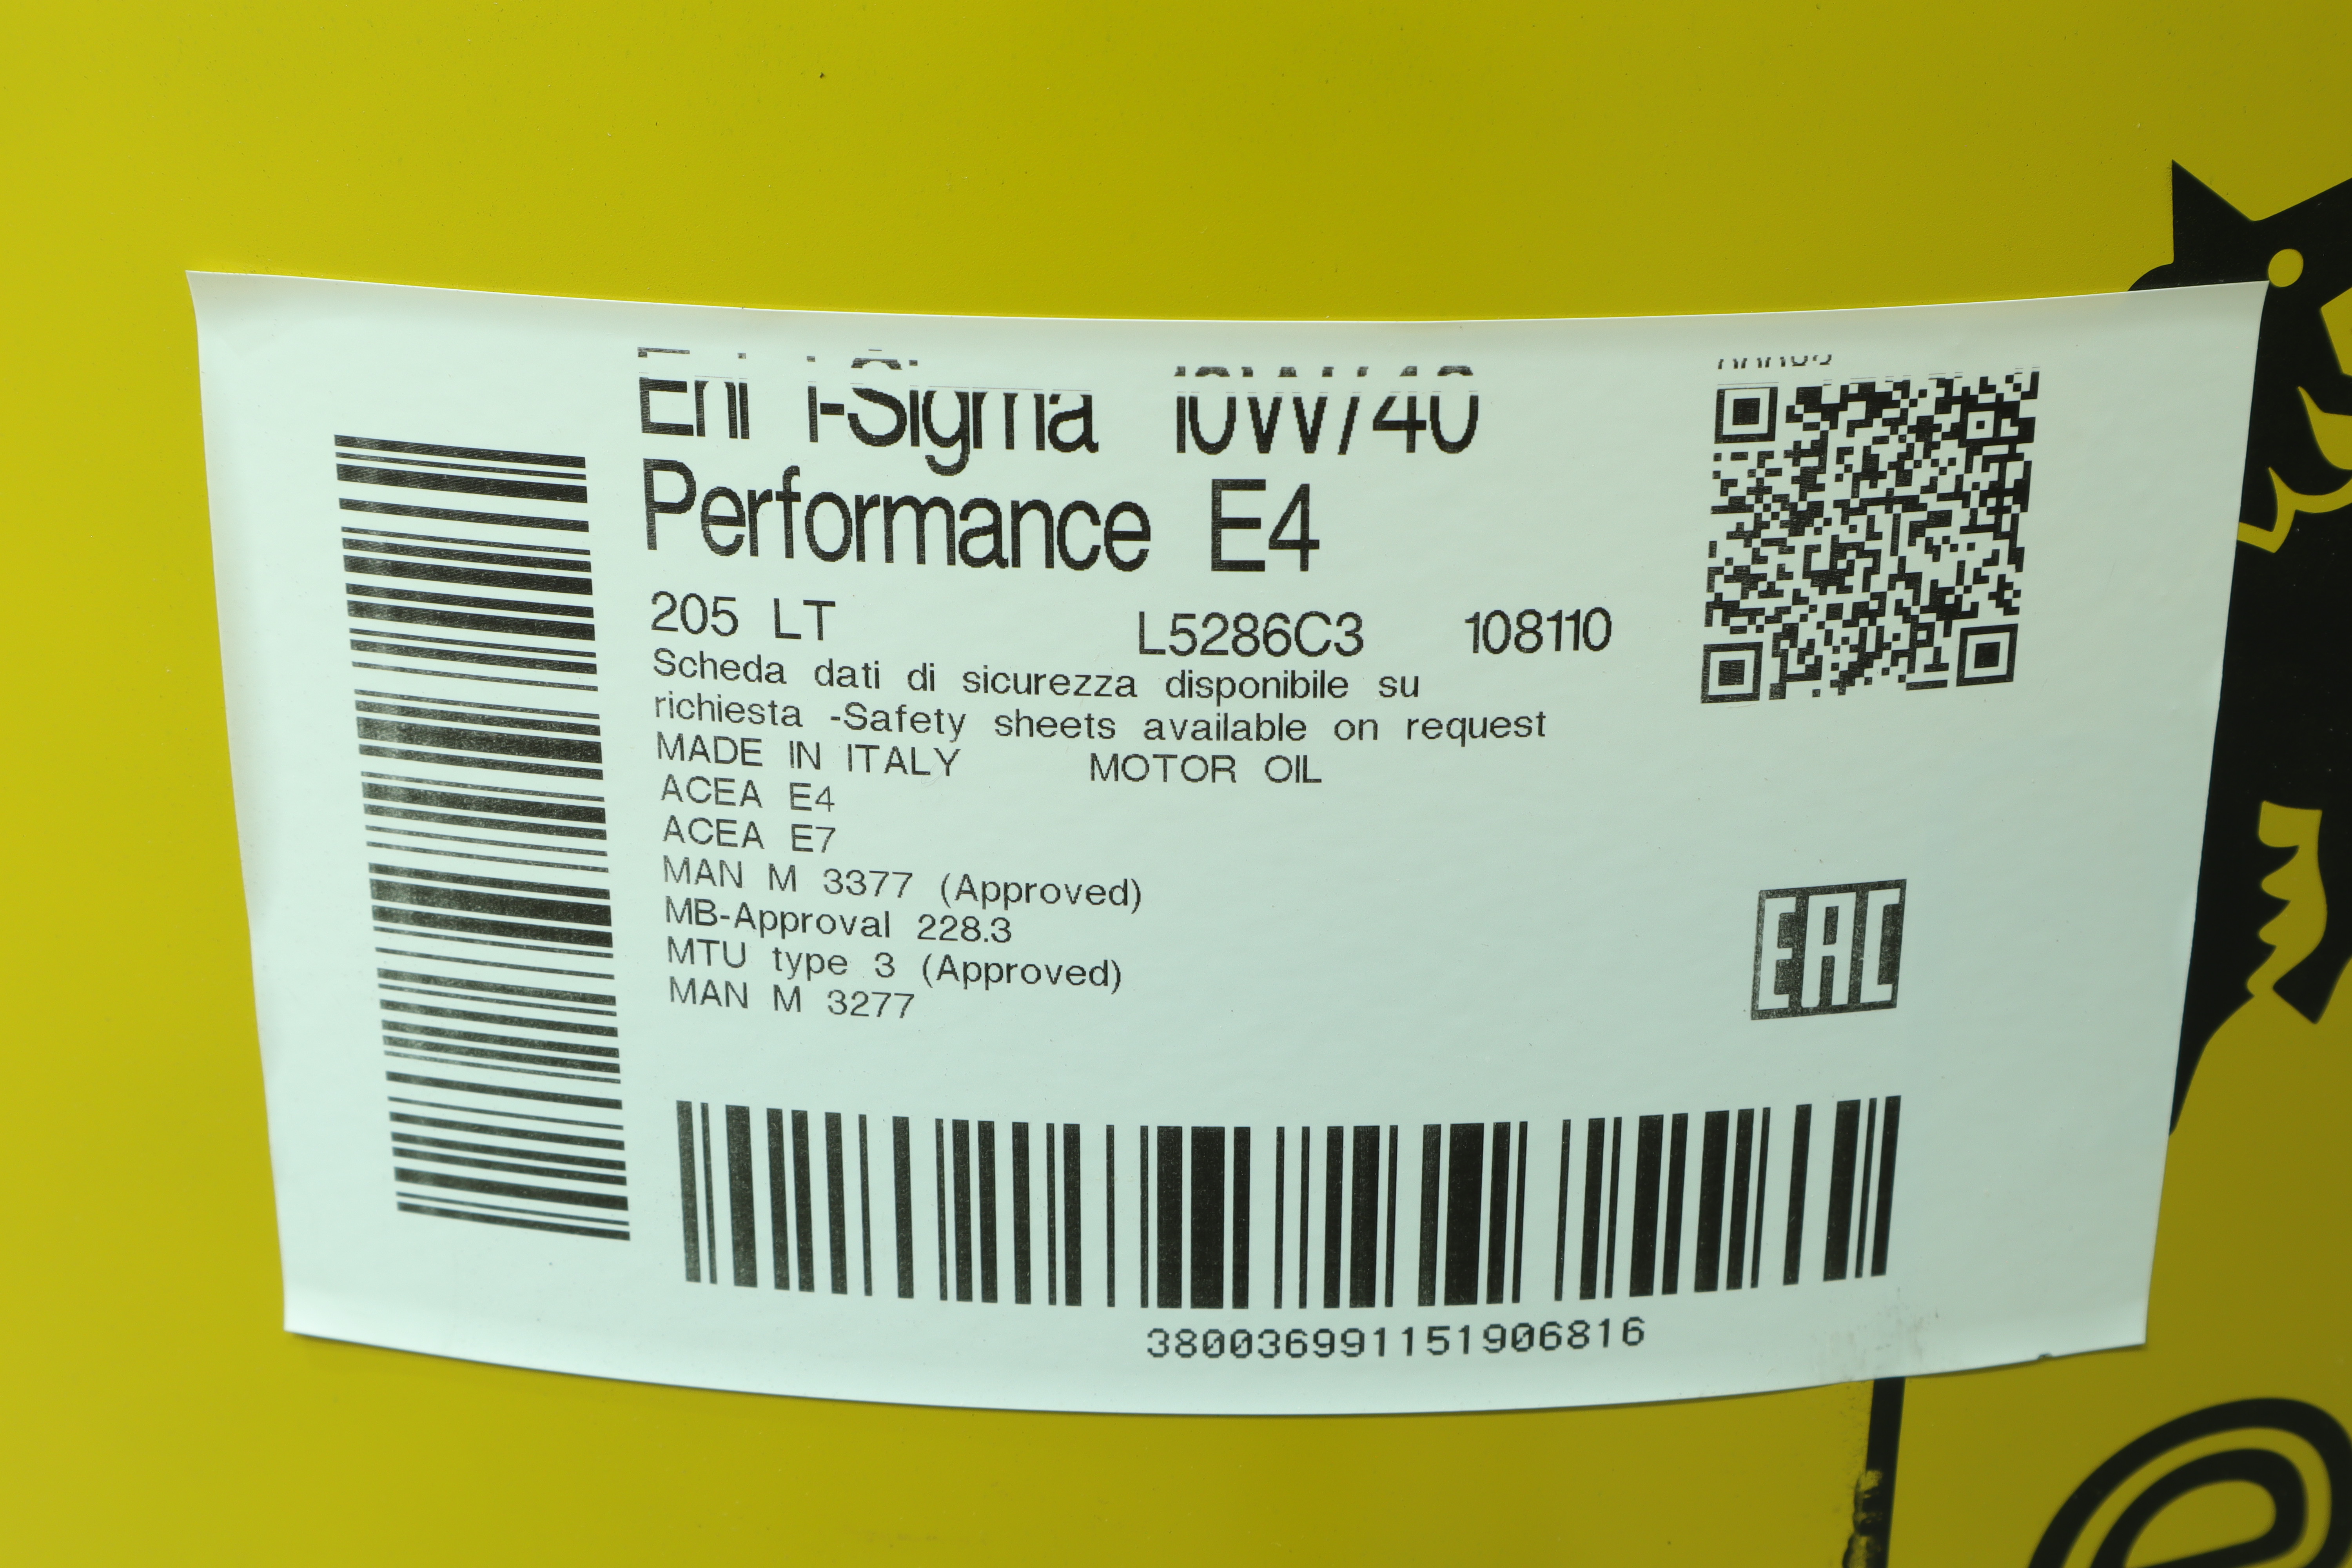 Eni i-Sigma 10W/40
Performance E4
205 LT L5286C3 108110
Scheda dati di sicurezza disponibile su
richiesta -Safety sheets available on request
MADE IN ITALY MOTOR OIL
ACEA E4
ACEA E7
MAN M 3377 (Approved)
MB-Approval 228.3
MTU type 3 (Approved)
MAN M 3277
EAC
380036991151906816
e